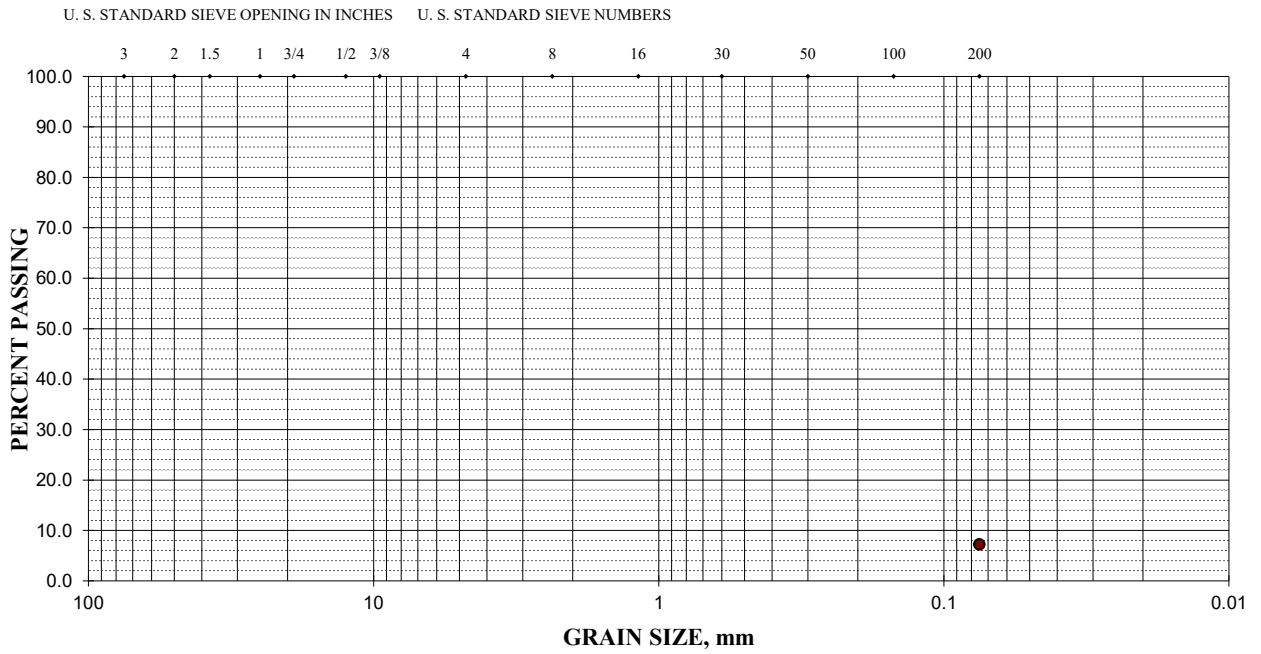 U. S. STANDARD SIEVE OPENING IN INCHES U. S. STANDARD SIEVE NUMBERS
3 2 1.5 1 3/4 1/2 3/8 4 8 16 30 50 100 200
100.0
90.0
80.0
70.0
60.0
50.0
40.0
30.0
20.0
10.0
0.0
PERCENT PASSING
100 10 1 0.1 0.01
GRAIN SIZE, mm